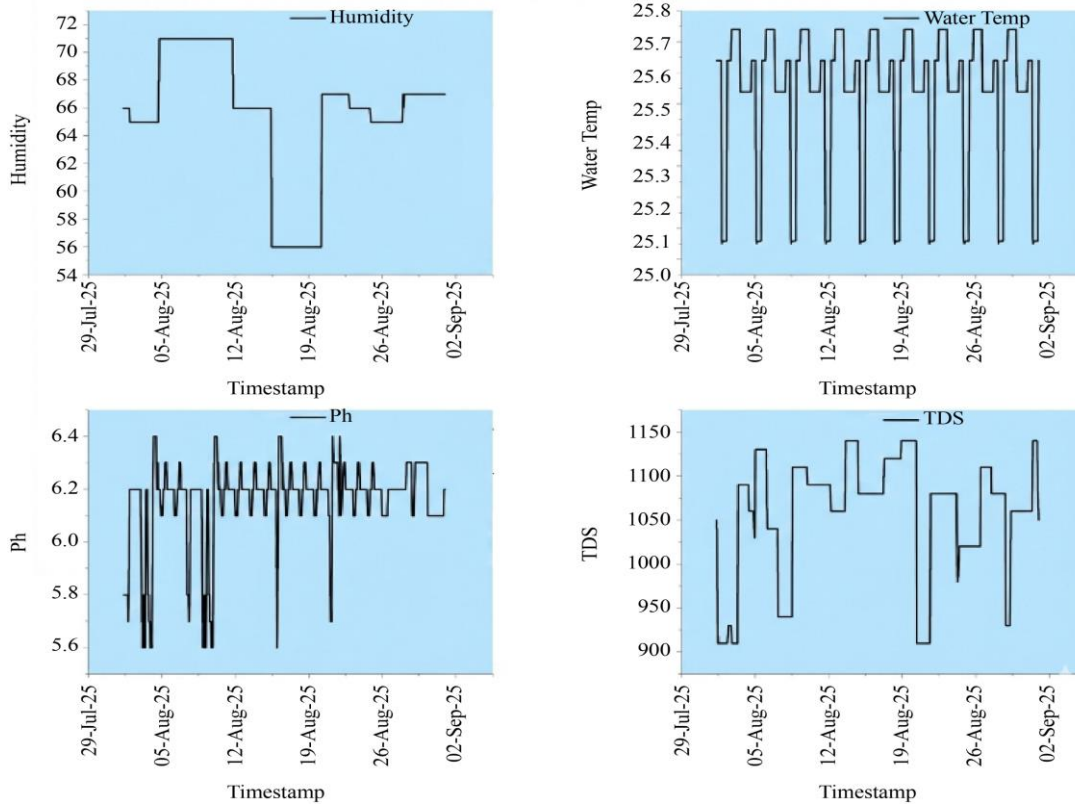 Humidity
72
70
68
66
64
62
60
58
56
54
Humidity
29-Jul-25
05-Aug-25
12-Aug-25
19-Aug-25
26-Aug-25
02-Sep-25
Timestamp
Water Temp
25.8
25.7
25.6
25.5
25.4
25.3
25.2
25.1
25.0
Water Temp
29-Jul-25
05-Aug-25
12-Aug-25
19-Aug-25
26-Aug-25
02-Sep-25
Timestamp
Ph
6.4
6.2
6.0
5.8
5.6
Ph
29-Jul-25
05-Aug-25
12-Aug-25
19-Aug-25
26-Aug-25
02-Sep-25
Timestamp
TDS
1150
1100
1050
1000
950
900
TDS
29-Jul-25
05-Aug-25
12-Aug-25
19-Aug-25
26-Aug-25
02-Sep-25
Timestamp